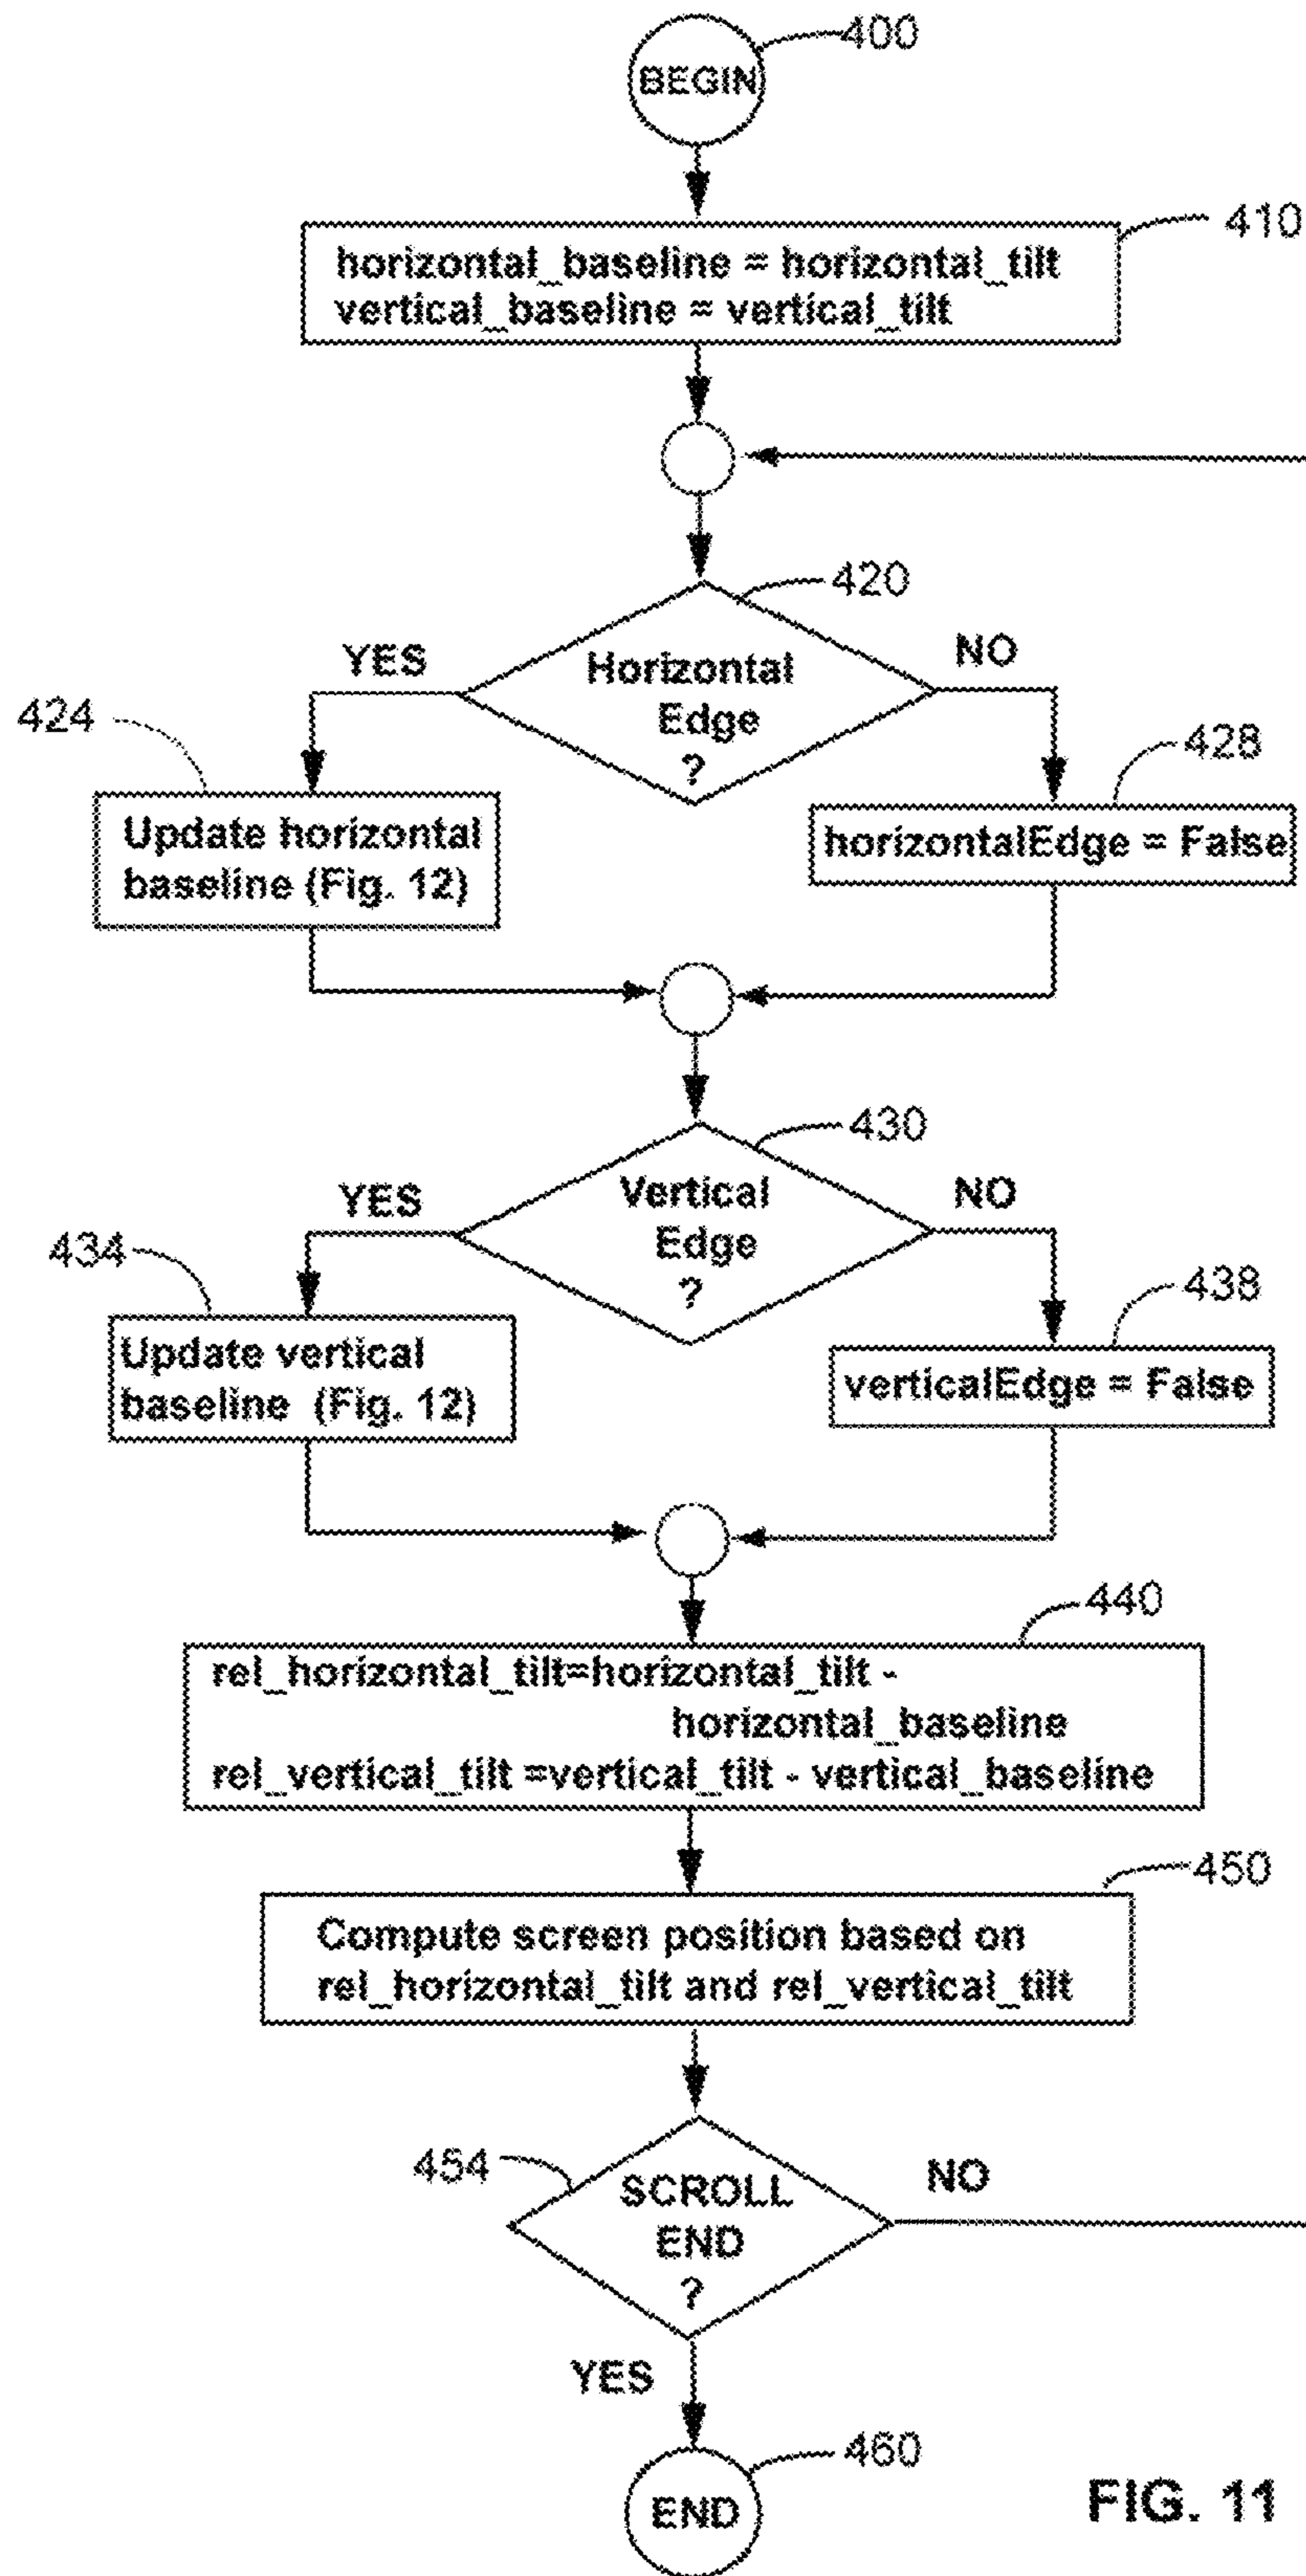 400
BEGIN
410
horizontal_baseline = horizontal_tilt
vertical_baseline = vertical_tilt
420
YES
NO
Horizontal
Edge
?
424
428
Update horizontal
baseline (Fig. 12)
horizontalEdge = False
430
YES
NO
Vertical
Edge
?
434
438
Update vertical
baseline (Fig. 12)
verticalEdge = False
440
rel_horizontal_tilt=horizontal_tilt -
horizontal_baseline
rel_vertical_tilt =vertical_tilt - vertical_baseline
450
Compute screen position based on
rel_horizontal_tilt and rel_vertical_tilt
454
NO
SCROLL
END
?
YES
460
END
FIG. 11